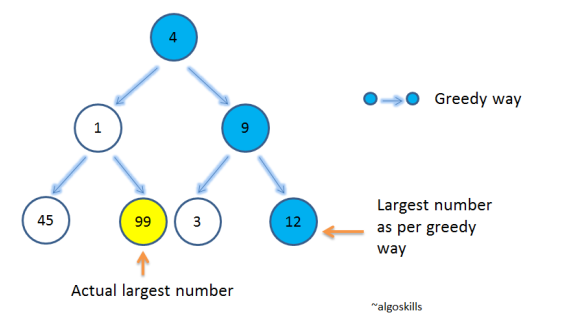 4
1
9
Greedy way
45
99
3
12
Largest number
as per greedy
way
Actual largest number
~algoskills